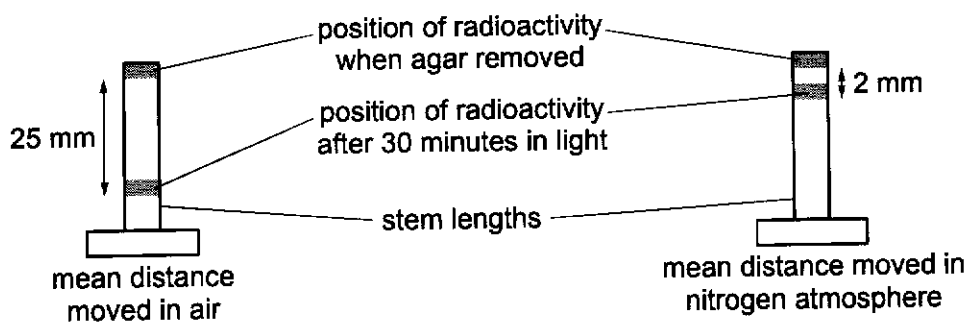 position of radioactivity
when agar removed
25 mm
2 mm
position of radioactivity
after 30 minutes in light
stem lengths
mean distance
moved in air
mean distance moved in
nitrogen atmosphere